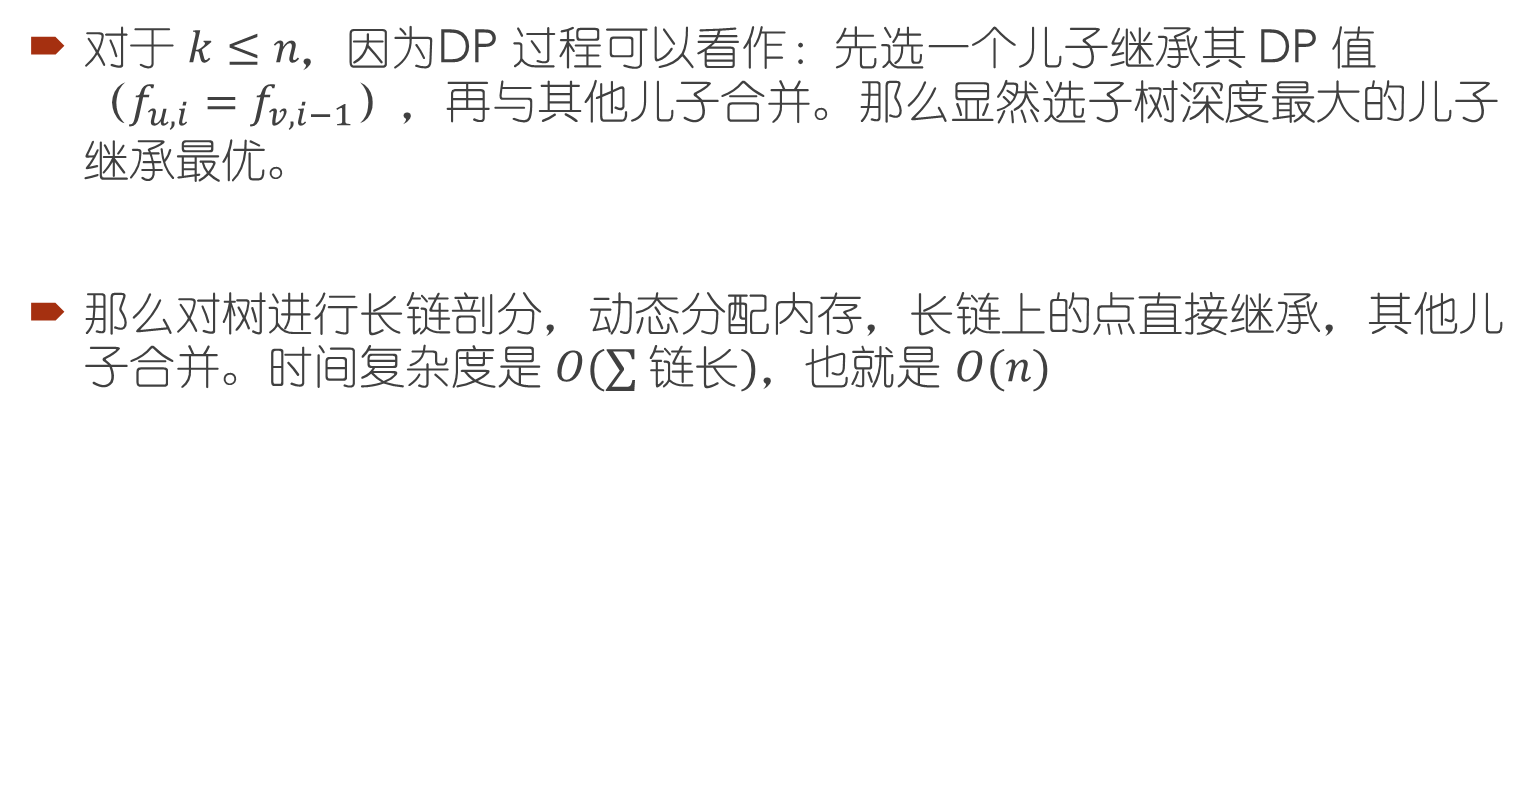 对于 k ≤ n，因为DP 过程可以看作：先选一个儿子继承其 DP 值
（f_{u,i} = f_{v,i−1}），再与其他儿子合并。那么显然选子树深度最大的儿子
继承最优。
那么对树进行长链剖分，动态分配内存，长链上的点直接继承，其他儿
子合并。时间复杂度是 O(∑ 链长)，也就是 O(n)